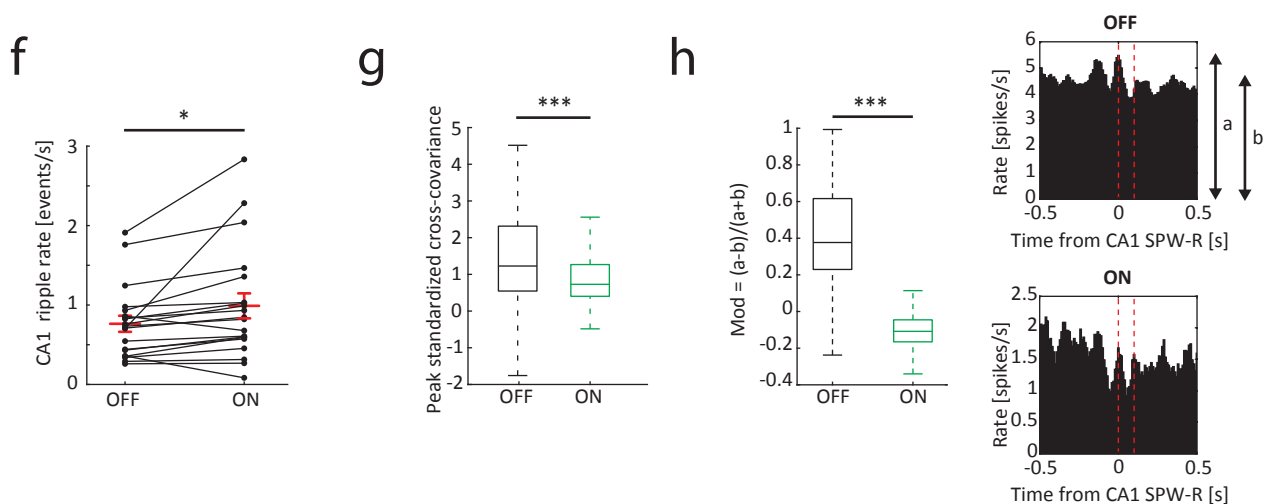 f
*
CA1 ripple rate [events/s]
3
2
1
0
OFF
ON
g
***
Peak standardized cross-covariance
5
4
3
2
1
0
-1
-2
OFF
ON
h
***
Mod = (a-b)/(a+b)
1
0.8
0.6
0.4
0.2
0
-0.2
-0.4
OFF
ON
OFF
Rate [spikes/s]
6
5
4
3
2
1
0
-0.5
0
0.5
Time from CA1 SPW-R [s]
a
b
ON
Rate [spikes/s]
2.5
2
1.5
1
0.5
0
-0.5
0
0.5
Time from CA1 SPW-R [s]